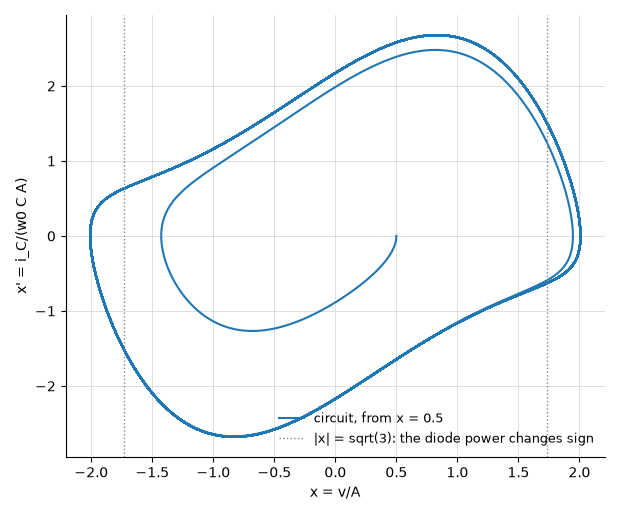 2
1
0
−1
−2
x' = i_C/(w0 C A)
circuit, from x = 0.5
|x| = sqrt(3): the diode power changes sign
−2.0 −1.5 −1.0 −0.5 0.0 0.5 1.0 1.5 2.0
x = v/A